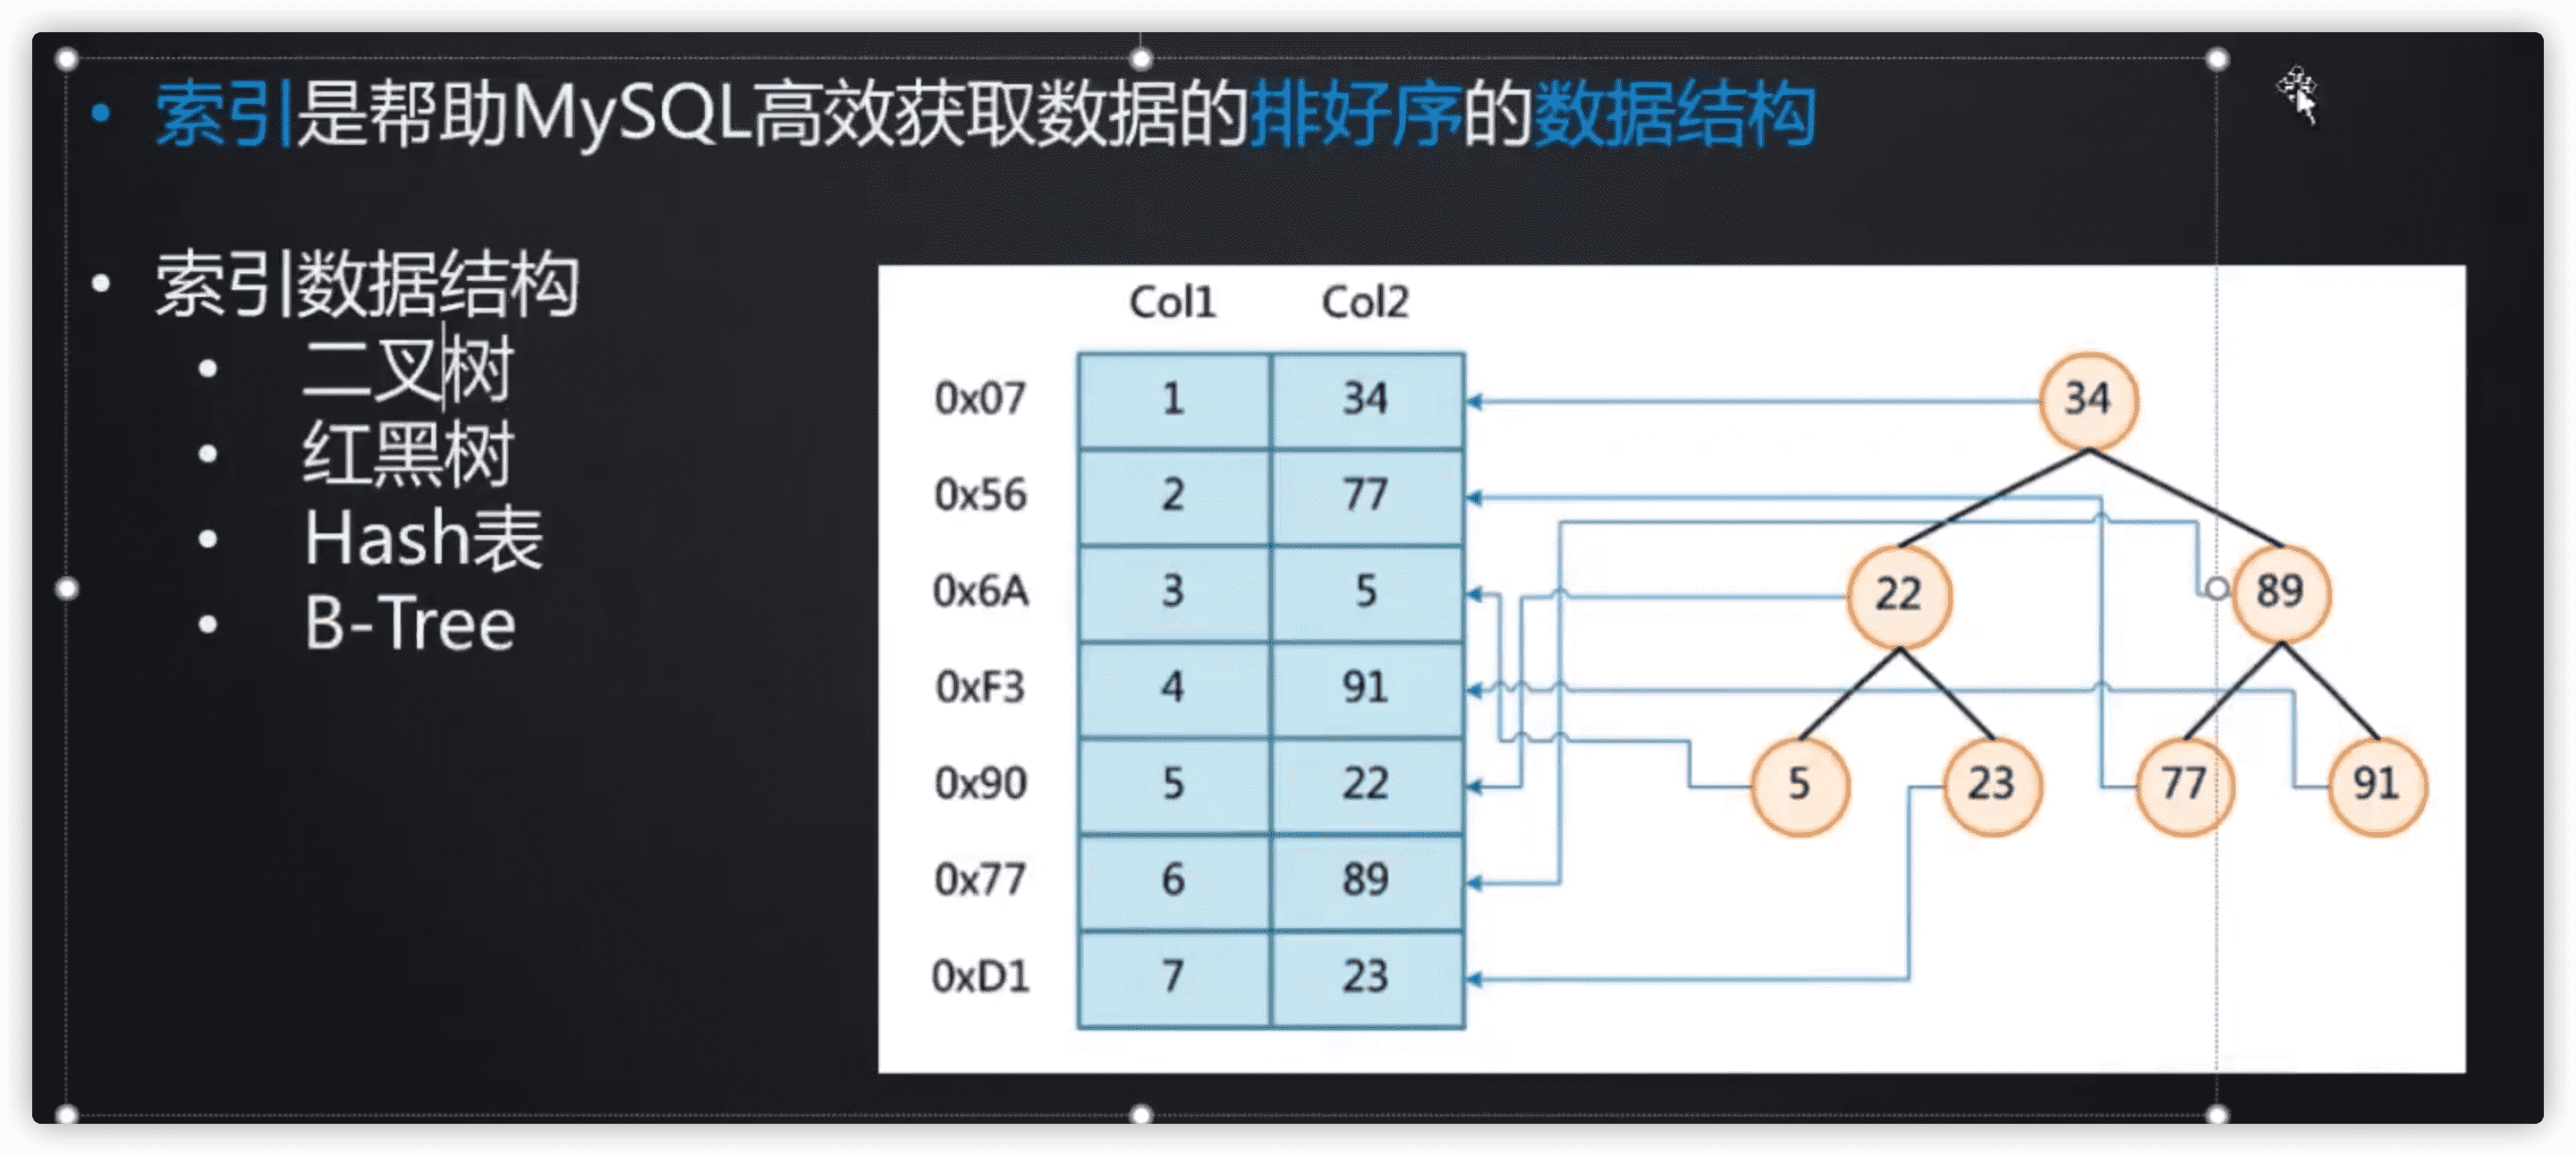 索引是帮助MySQL高效获取数据的排好序的数据结构
索引数据结构
二叉树
红黑树
Hash表
B-Tree
Col1 Col2
0x07 1 34
0x56 2 77
0x6A 3 5
0xF3 4 91
0x90 5 22
0x77 6 89
0xD1 7 23
34
22 89
5 23 77 91